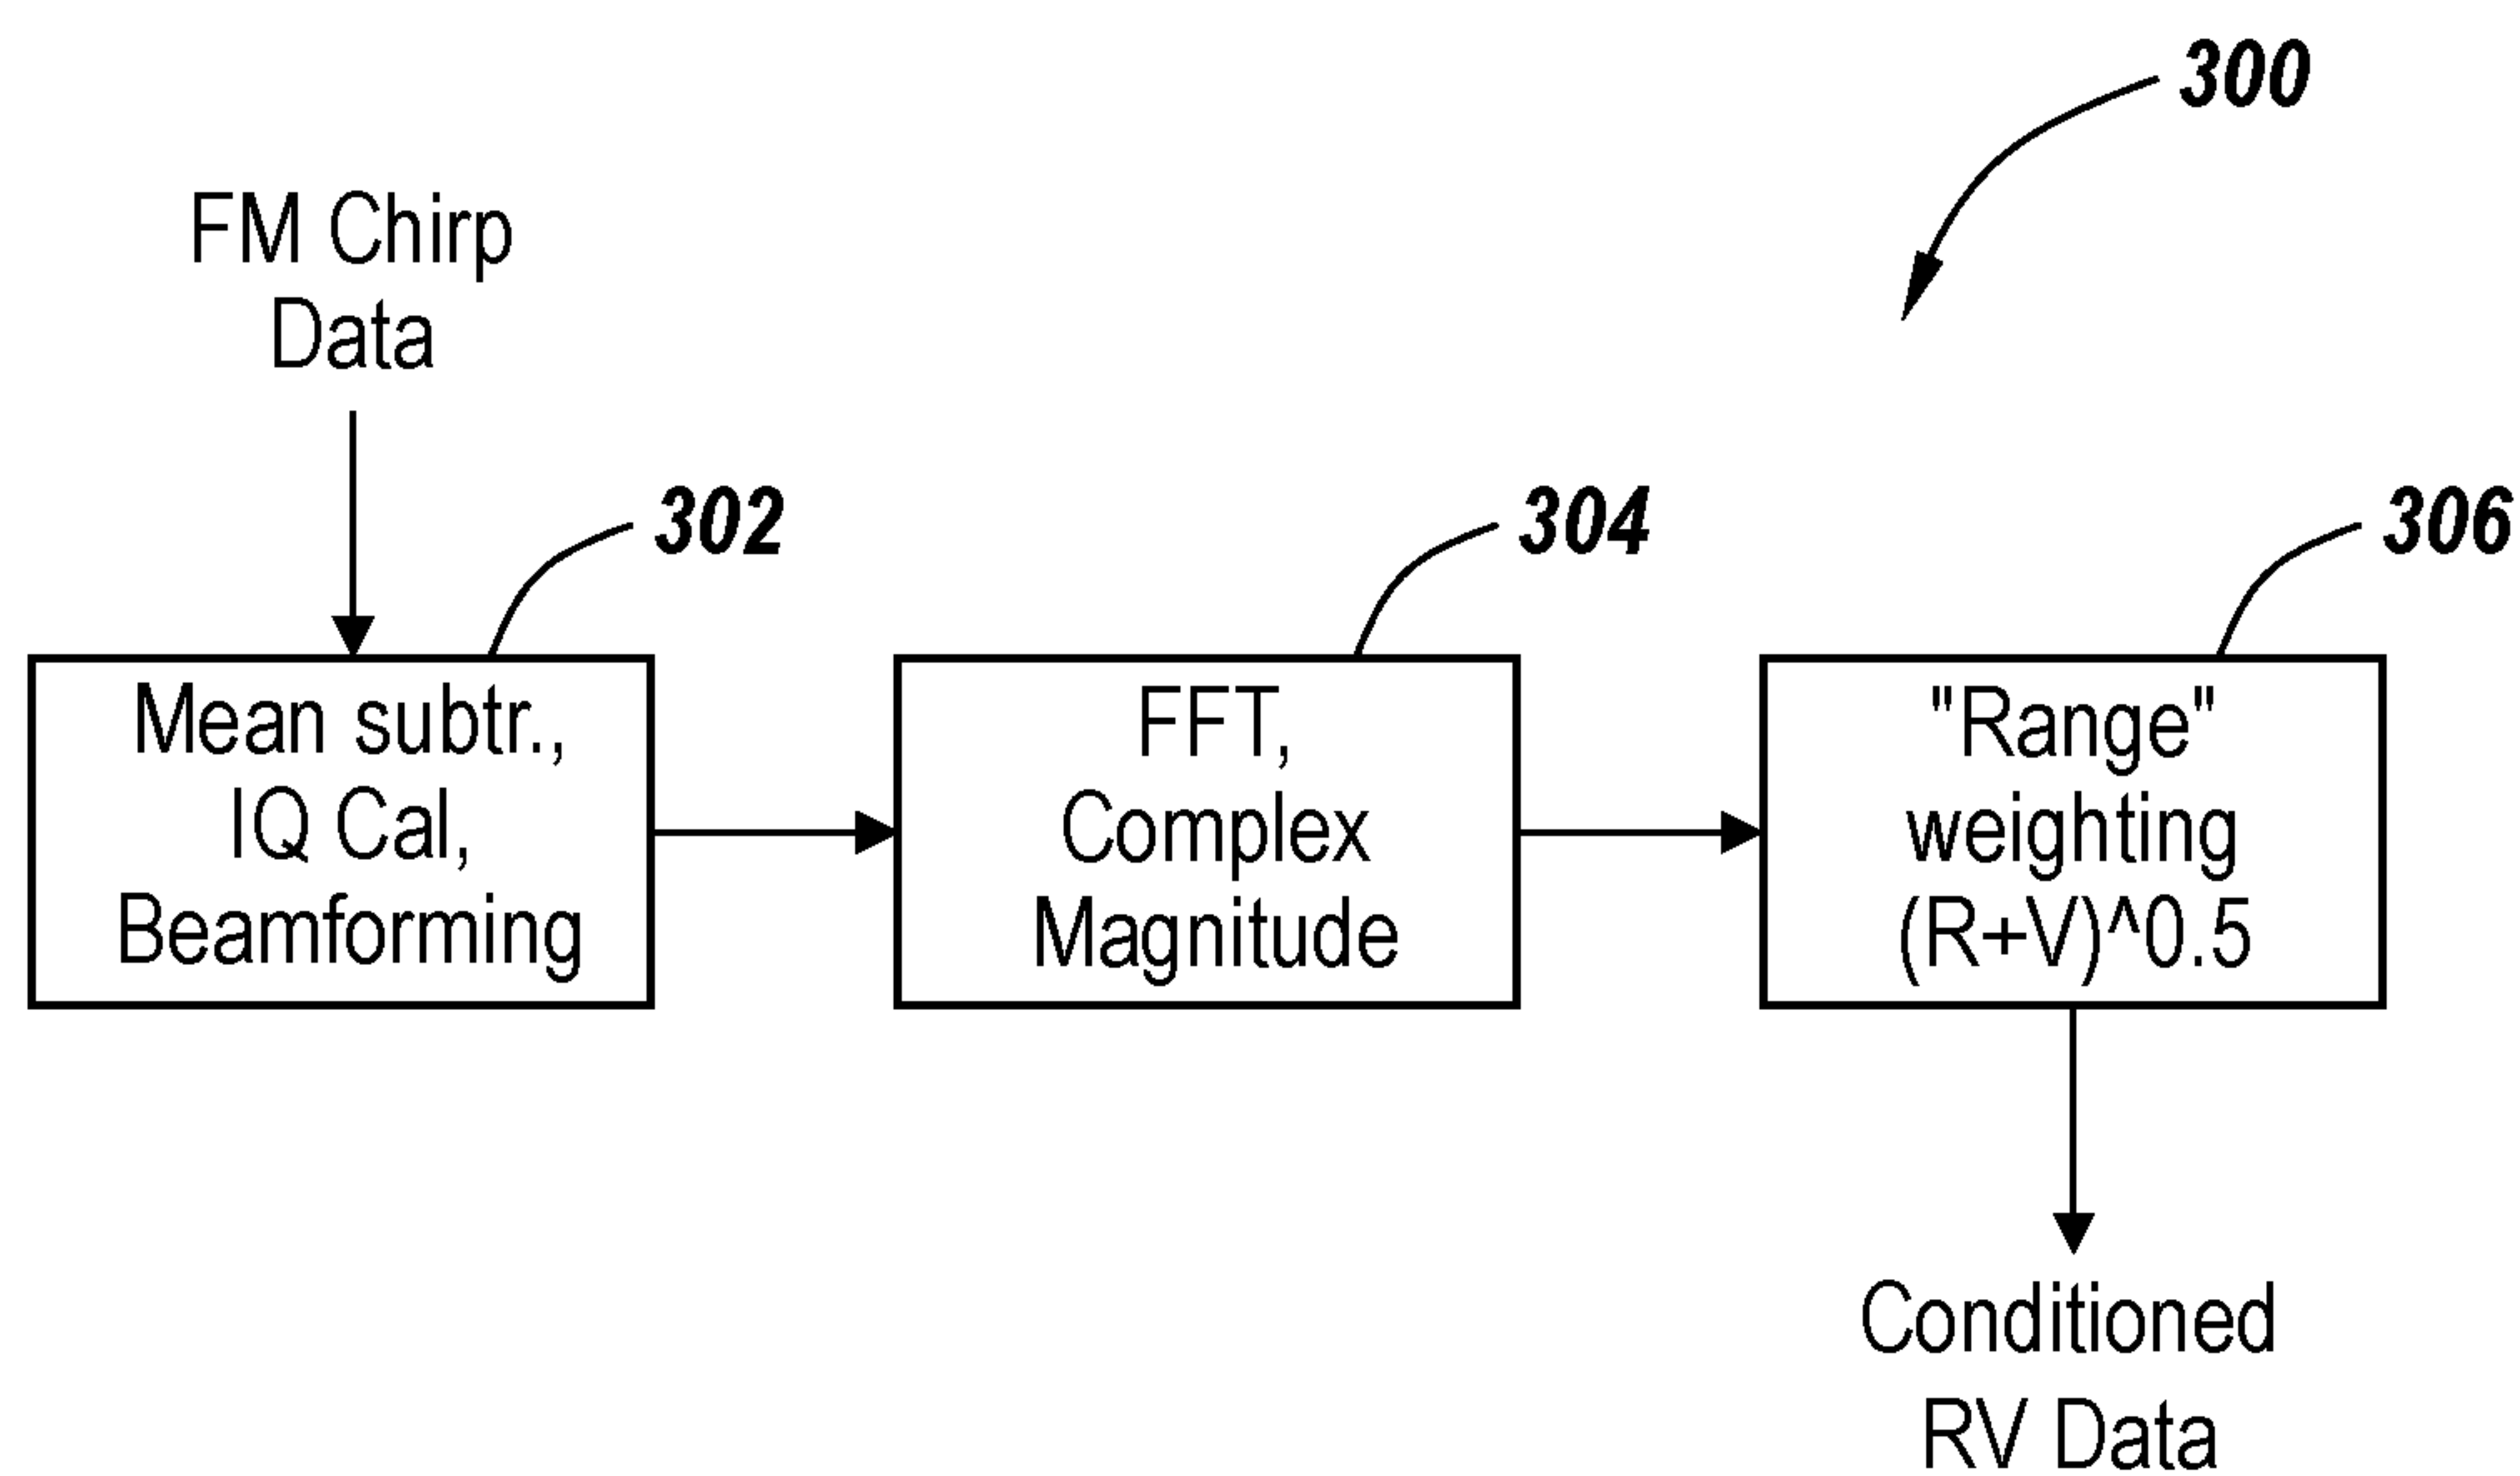 300
FM Chirp
Data
302
304
306
Mean subtr.,
IQ Cal,
Beamforming
FFT,
Complex
Magnitude
"Range"
weighting
(R+V)^0.5
Conditioned
RV Data